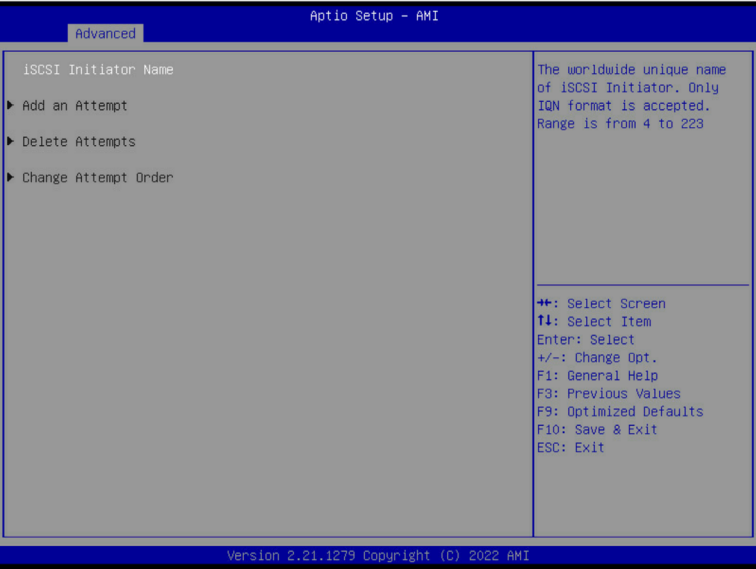 Aptio Setup – AMI
Advanced
iSCSI Initiator Name
▶ Add an Attempt
▶ Delete Attempts
▶ Change Attempt Order
The worldwide unique name
of iSCSI Initiator. Only
IQN format is accepted.
Range is from 4 to 223
→←: Select Screen
↑↓: Select Item
Enter: Select
+/-: Change Opt.
F1: General Help
F3: Previous Values
F9: Optimized Defaults
F10: Save & Exit
ESC: Exit
Version 2.21.1279 Copyright (C) 2022 AMI